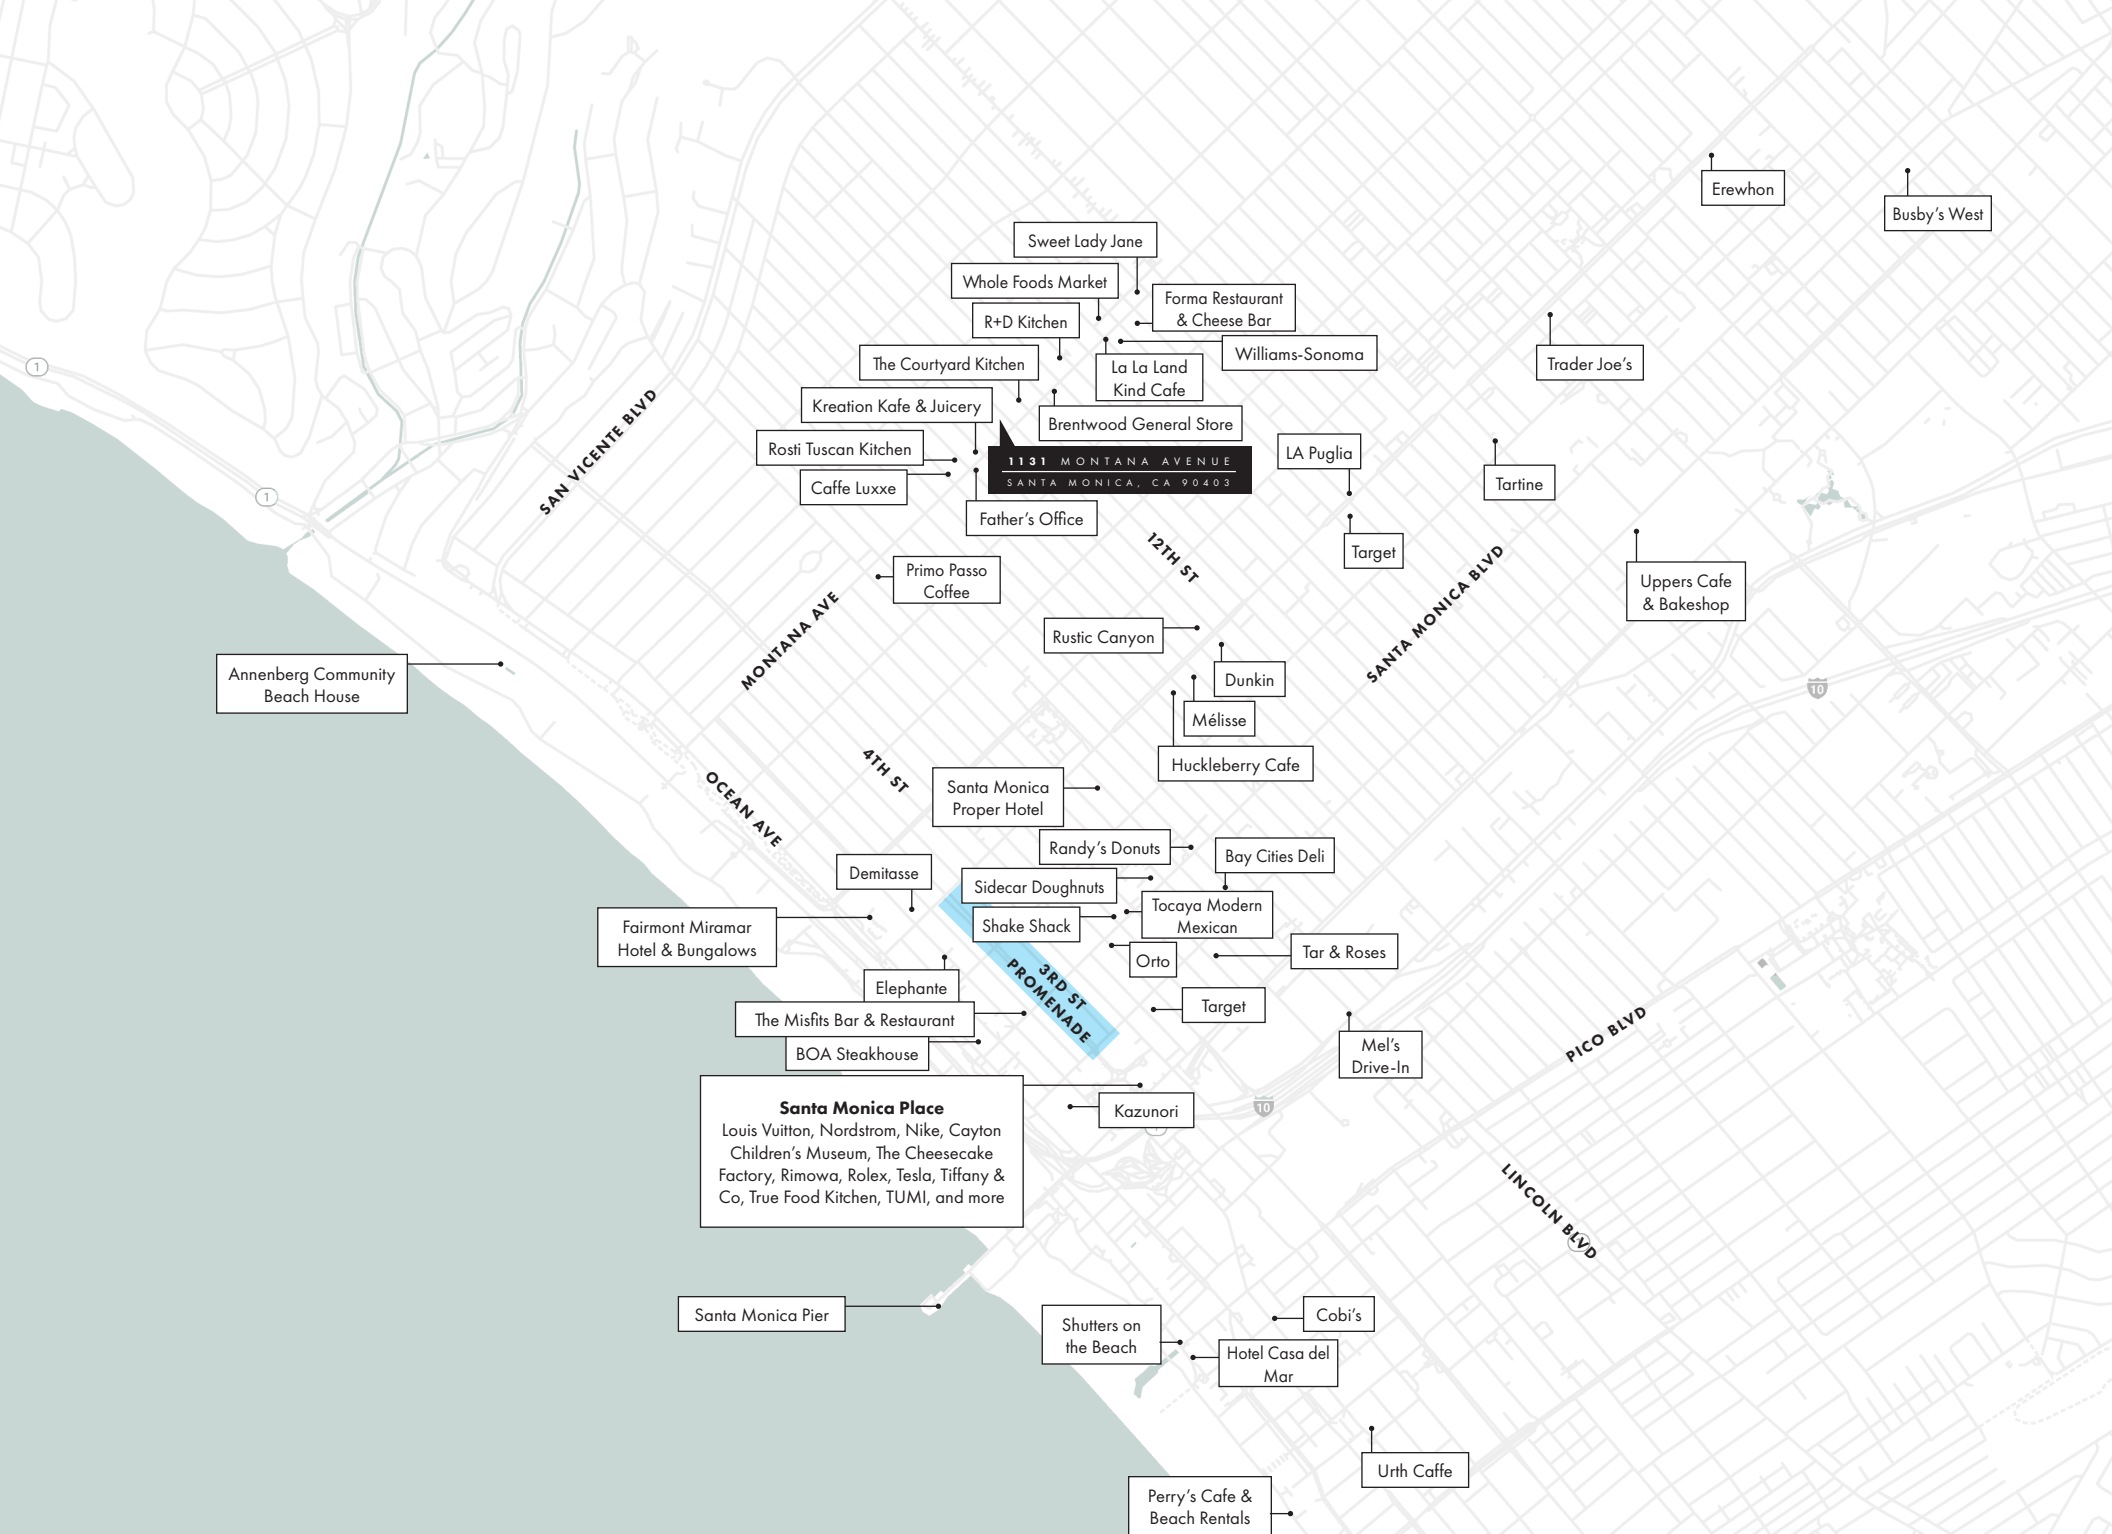 Erewhon
Busby's West
Sweet Lady Jane
Whole Foods Market
Forma Restaurant
& Cheese Bar
R+D Kitchen
Williams-Sonoma
The Courtyard Kitchen
La La Land
Kind Cafe
Trader Joe's
1
Kreation Kafe & Juicery
Brentwood General Store
SAN VICENTE BLVD
Rosti Tuscan Kitchen
1131 MONTANA AVENUE
SANTA MONICA, CA 90403
LA Puglia
Caffe Luxxe
Tartine
1
Father's Office
12TH ST
Target
SANTA MONICA BLVD
Primo Passo
Coffee
Uppers Cafe
& Bakeshop
MONTANA AVE
Rustic Canyon
Annenberg Community
Beach House
Dunkin
10
Mélisse
Huckleberry Cafe
4TH ST
OCEAN AVE
Santa Monica
Proper Hotel
Randy's Donuts
Bay Cities Deli
Demitasse
Sidecar Doughnuts
Shake Shack
Tocaya Modern
Mexican
Fairmont Miramar
Hotel & Bungalows
Orto
Tar & Roses
3RD ST
PROMENADE
Elephante
Target
The Misfits Bar & Restaurant
BOA Steakhouse
Mel's
Drive-In
PICO BLVD
Santa Monica Place
Louis Vuitton, Nordstrom, Nike, Cayton
Children's Museum, The Cheesecake
Factory, Rimowa, Rolex, Tesla, Tiffany &
Co, True Food Kitchen, TUMI, and more
Kazunori
10
LINCOLN BLVD
Santa Monica Pier
Shutters on
the Beach
Cobi's
Hotel Casa del
Mar
Urth Caffe
Perry's Cafe &
Beach Rentals